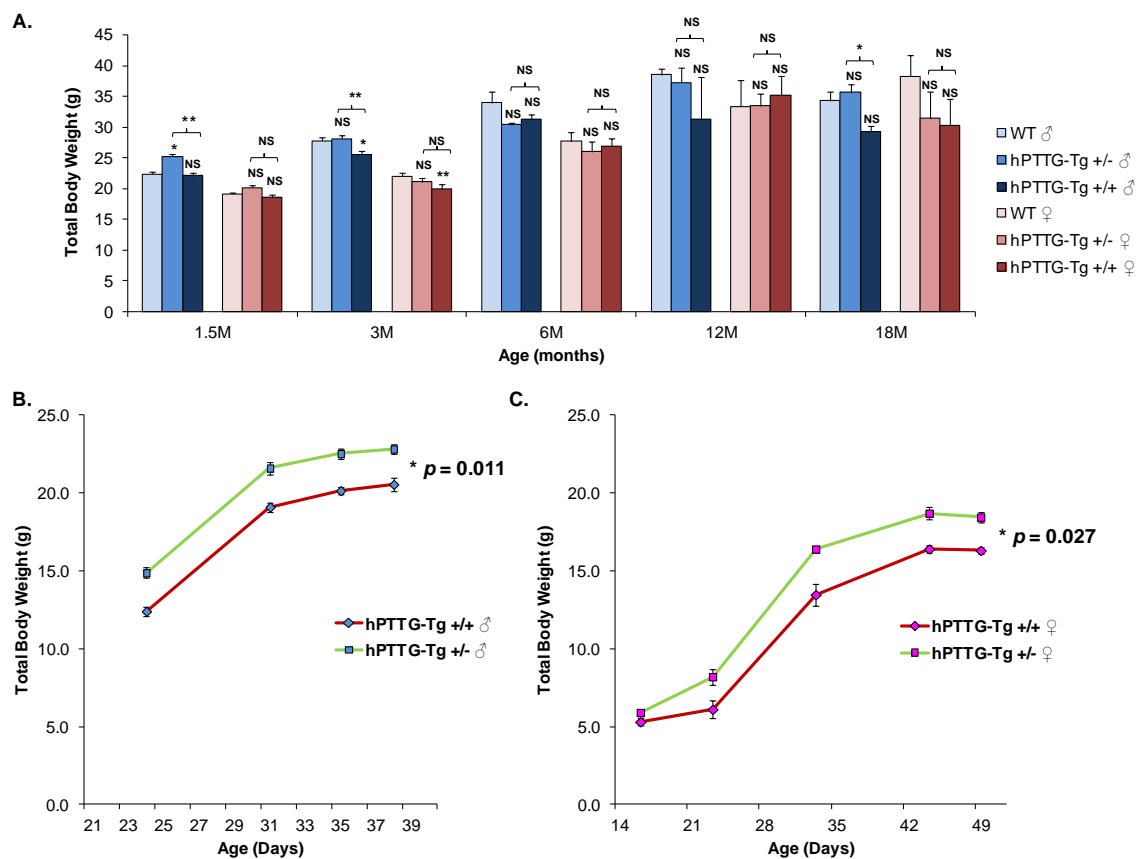 A.
Total Body Weight (g)
45
40
35
30
25
20
15
10
5
0
**
*
NS
NS
NS
NS
**
NS
*
NS
NS
**
NS
NS
NS
NS
NS
NS
NS
NS
NS
NS
NS
NS
*
NS
NS
NS
NS
NS
1.5M 3M 6M 12M 18M
Age (months)
WT ♂
hPTTG-Tg +/- ♂
hPTTG-Tg +/+ ♂
WT ♀
hPTTG-Tg +/- ♀
hPTTG-Tg +/+ ♀
B.
Total Body Weight (g)
25.0
20.0
15.0
10.0
5.0
0.0
* p = 0.011
hPTTG-Tg +/+ ♂
hPTTG-Tg +/- ♂
21 23 25 27 29 31 35 37 39
Age (Days)
C.
Total Body Weight (g)
25.0
20.0
15.0
10.0
5.0
0.0
* p = 0.027
hPTTG-Tg +/+ ♀
hPTTG-Tg +/- ♀
14 21 28 35 42 49
Age (Days)